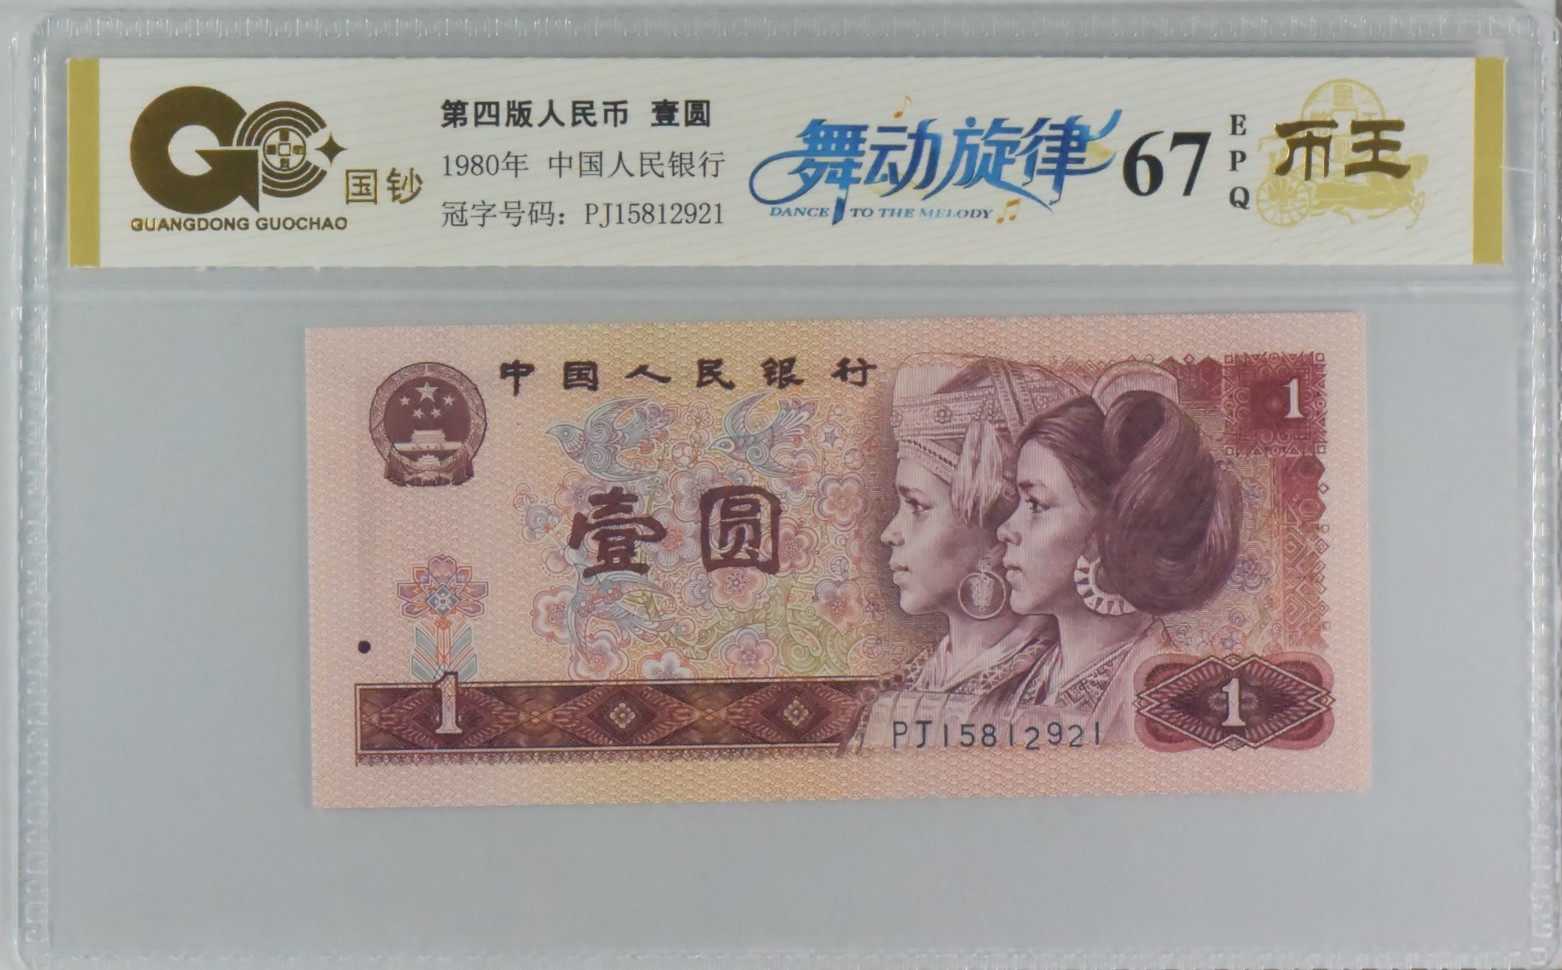 国钞
GUANGDONG GUOCHAO
第四版人民币 壹圆
1980年 中国人民银行
冠字号码：PJ15812921
舞动旋律
DANCE TO THE MELODY
67
EPQ
币王
中国人民银行
1
壹圆
1
1
PJ15812921